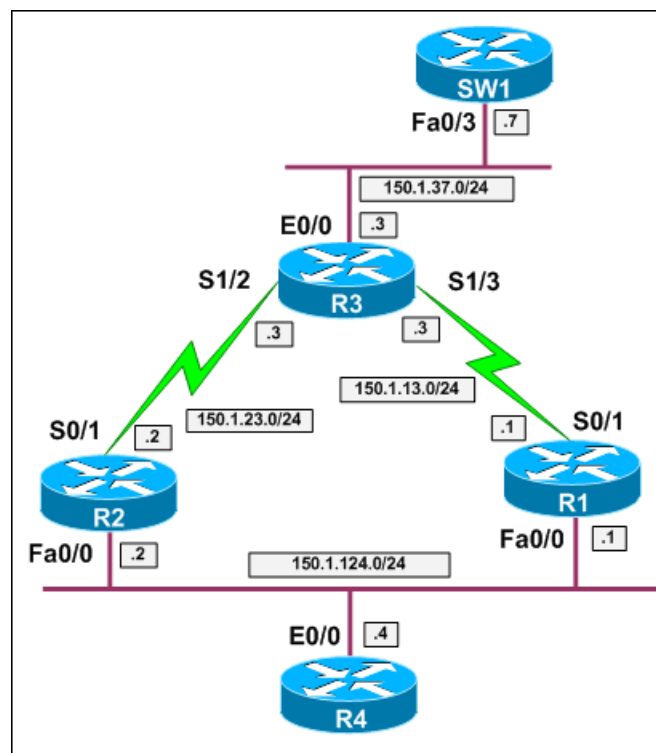 SW1
Fa0/3 .7
150.1.37.0/24
E0/0 .3
S1/2 S1/3
R3
.3 .3
150.1.13.0/24
150.1.23.0/24
S0/1 .2 .1 S0/1
R2 R1
Fa0/0 .2 Fa0/0 .1
150.1.124.0/24
E0/0 .4
R4